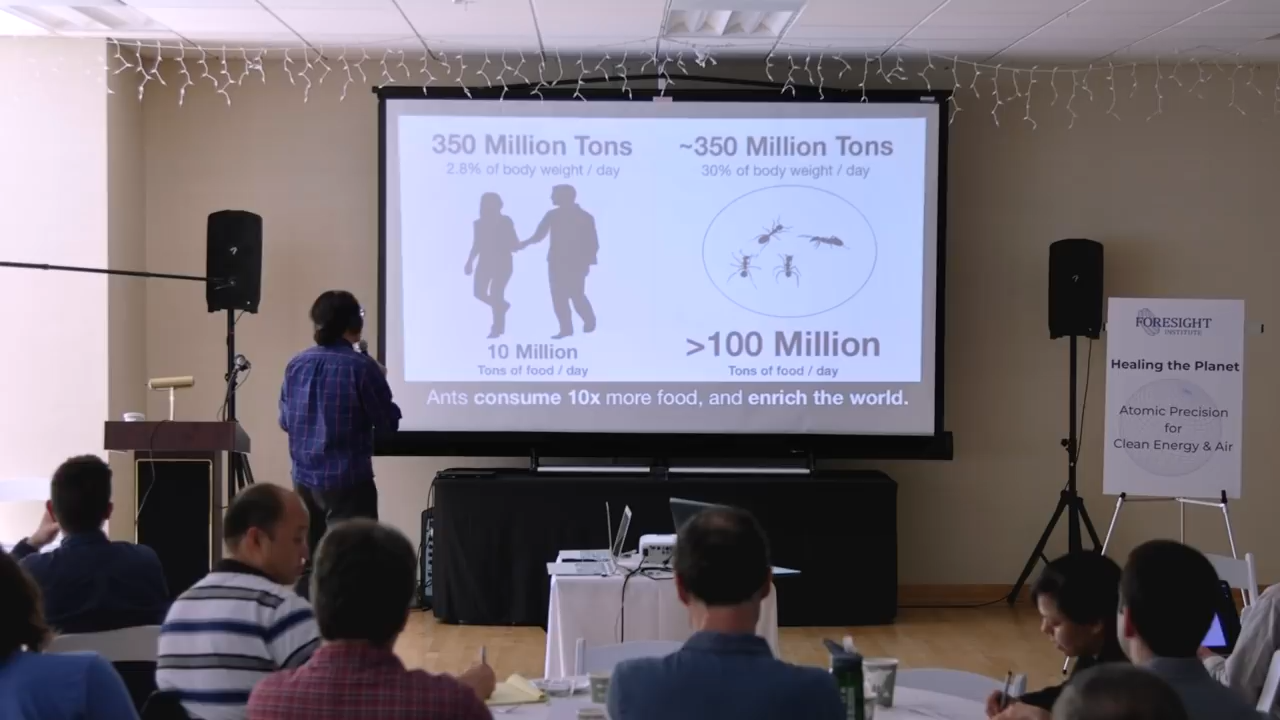 350 Million Tons
2.8% of body weight / day
10 Million
Tons of food / day
~350 Million Tons
30% of body weight / day
>100 Million
Tons of food / day
Ants consume 10x more food, and enrich the world.
FORESIGHT
INSTITUTE
Healing the Planet
Atomic Precision
for
Clean Energy & Air